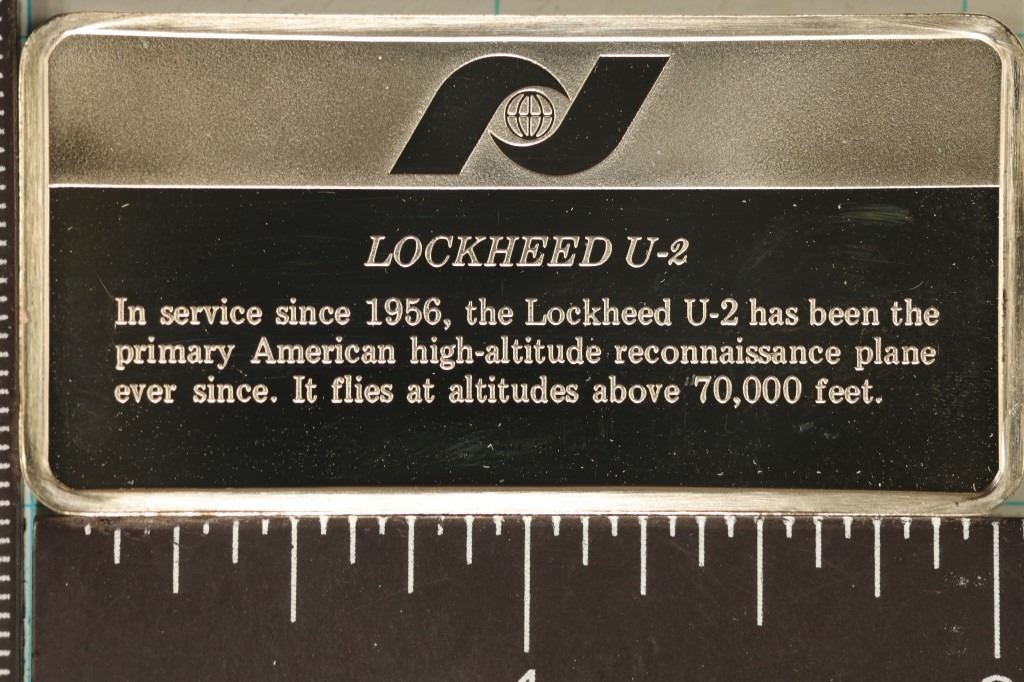 LOCKHEED U-2
In service since 1956, the Lockheed U-2 has been the
primary American high-altitude reconnaissance plane
ever since. It flies at altitudes above 70,000 feet.